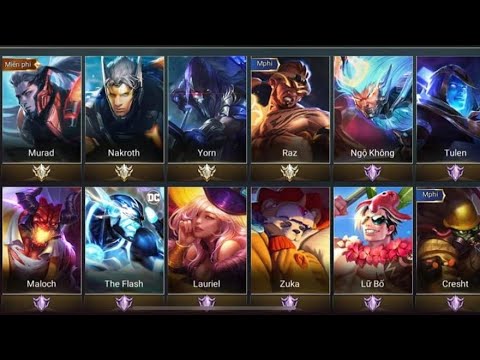 Miễn phí
Mphí
Murad
Nakroth
Yorn
Raz
Ngộ Không
Tulen
DC
Mphí
Maloch
The Flash
Lauriel
Zuka
Lữ Bố
Cresht